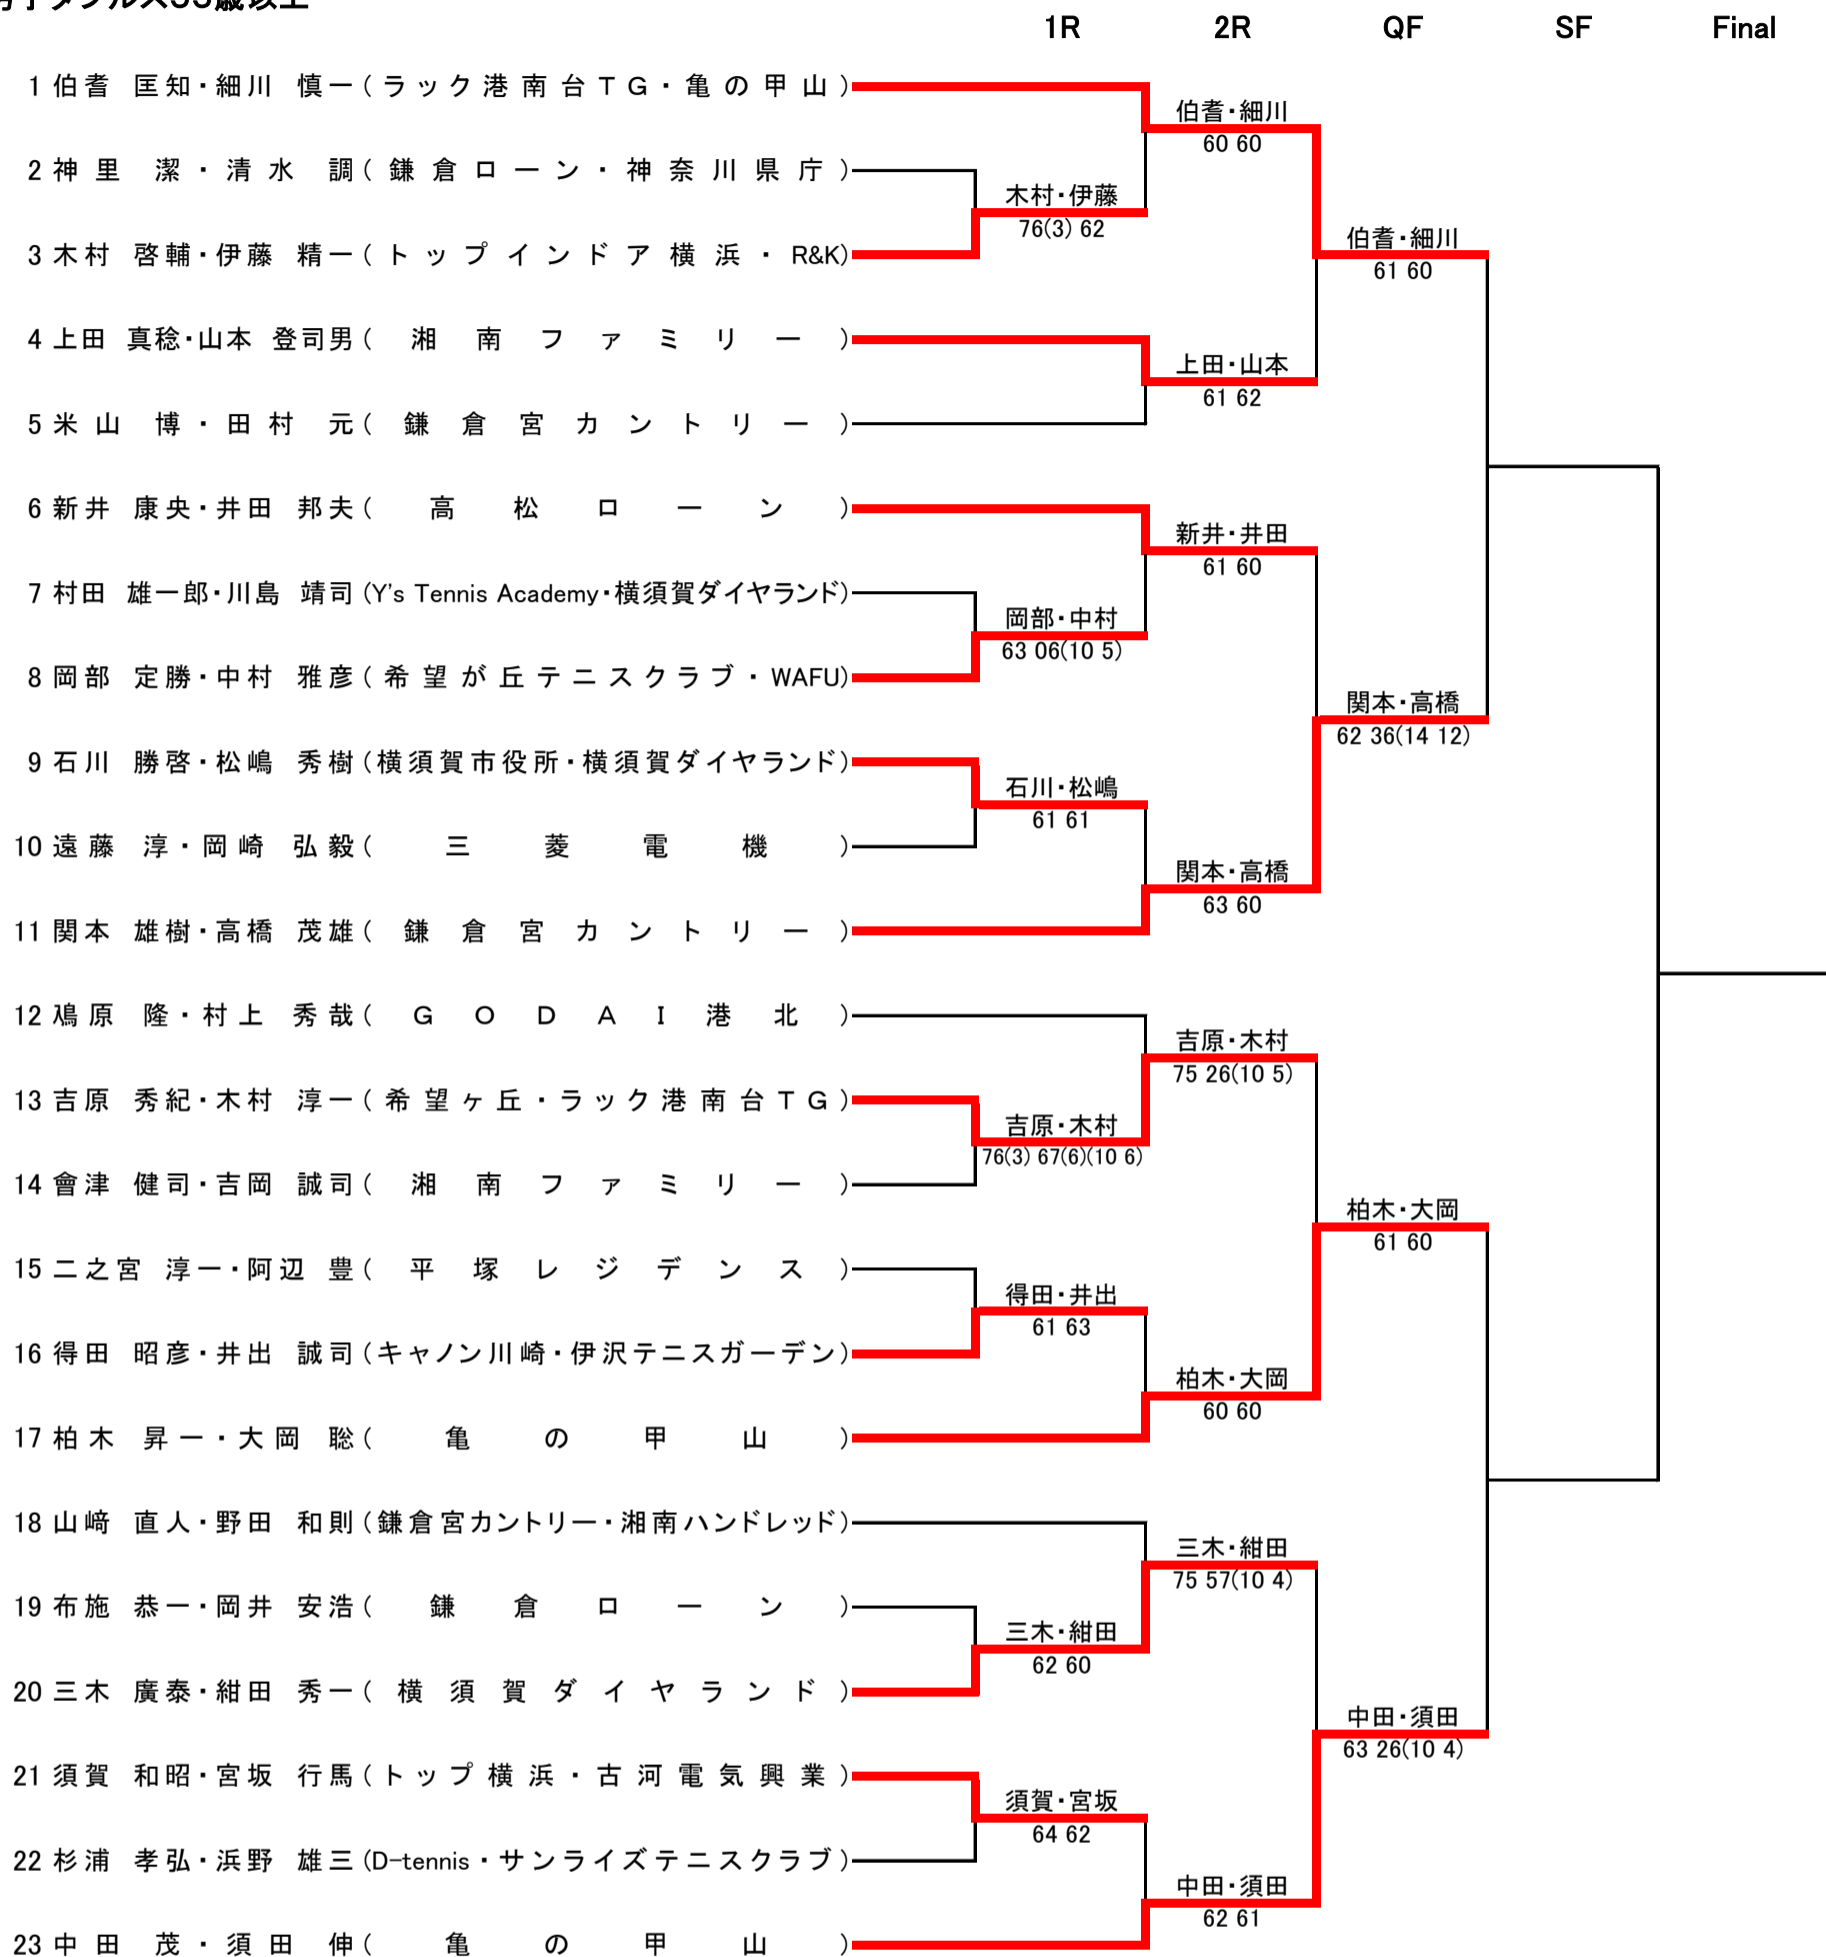 男子ダブルス55歳以上
1R 2R QF SF Final
1 伯耆 匡知・細川 慎一(ラック港南台TG・亀の甲山)
伯耆・細川
60 60
2 神里 潔・清水 調(鎌倉ローン・神奈川県庁)
木村・伊藤
76(3) 62
伯耆・細川
61 60
3 木村 啓輔・伊藤 精一(トップインドア横浜・R&K)
4 上田 真稔・山本 登司男(湘南ファミリー)
上田・山本
61 62
5 米山 博・田村 元(鎌倉宮カントリー)
6 新井 康央・井田 邦夫(高松ローン)
新井・井田
61 60
7 村田 雄一郎・川島 靖司(Y's Tennis Academy・横須賀ダイヤランド)
岡部・中村
63 06(10 5)
8 岡部 定勝・中村 雅彦(希望が丘テニスクラブ・WAFU)
関本・高橋
62 36(14 12)
9 石川 勝啓・松嶋 秀樹(横須賀市役所・横須賀ダイヤランド)
石川・松嶋
61 61
10 遠藤 淳・岡崎 弘毅(三菱電機)
関本・高橋
63 60
11 関本 雄樹・高橋 茂雄(鎌倉宮カントリー)
12 鳰原 隆・村上 秀哉(GODAI港北)
吉原・木村
75 26(10 5)
13 吉原 秀紀・木村 淳一(希望ヶ丘・ラック港南台TG)
吉原・木村
76(3) 67(6)(10 6)
14 會津 健司・吉岡 誠司(湘南ファミリー)
柏木・大岡
61 60
15 二之宮 淳一・阿辺 豊(平塚レジデンス)
得田・井出
61 63
16 得田 昭彦・井出 誠司(キャノン川崎・伊沢テニスガーデン)
柏木・大岡
60 60
17 柏木 昇一・大岡 聡(亀の甲山)
18 山﨑 直人・野田 和則(鎌倉宮カントリー・湘南ハンドレッド)
三木・紺田
75 57(10 4)
19 布施 恭一・岡井 安浩(鎌倉ローン)
三木・紺田
62 60
20 三木 廣泰・紺田 秀一(横須賀ダイヤランド)
中田・須田
63 26(10 4)
21 須賀 和昭・宮坂 行馬(トップ横浜・古河電気興業)
須賀・宮坂
64 62
22 杉浦 孝弘・浜野 雄三(D-tennis・サンライズテニスクラブ)
中田・須田
62 61
23 中田 茂・須田 伸(亀の甲山)